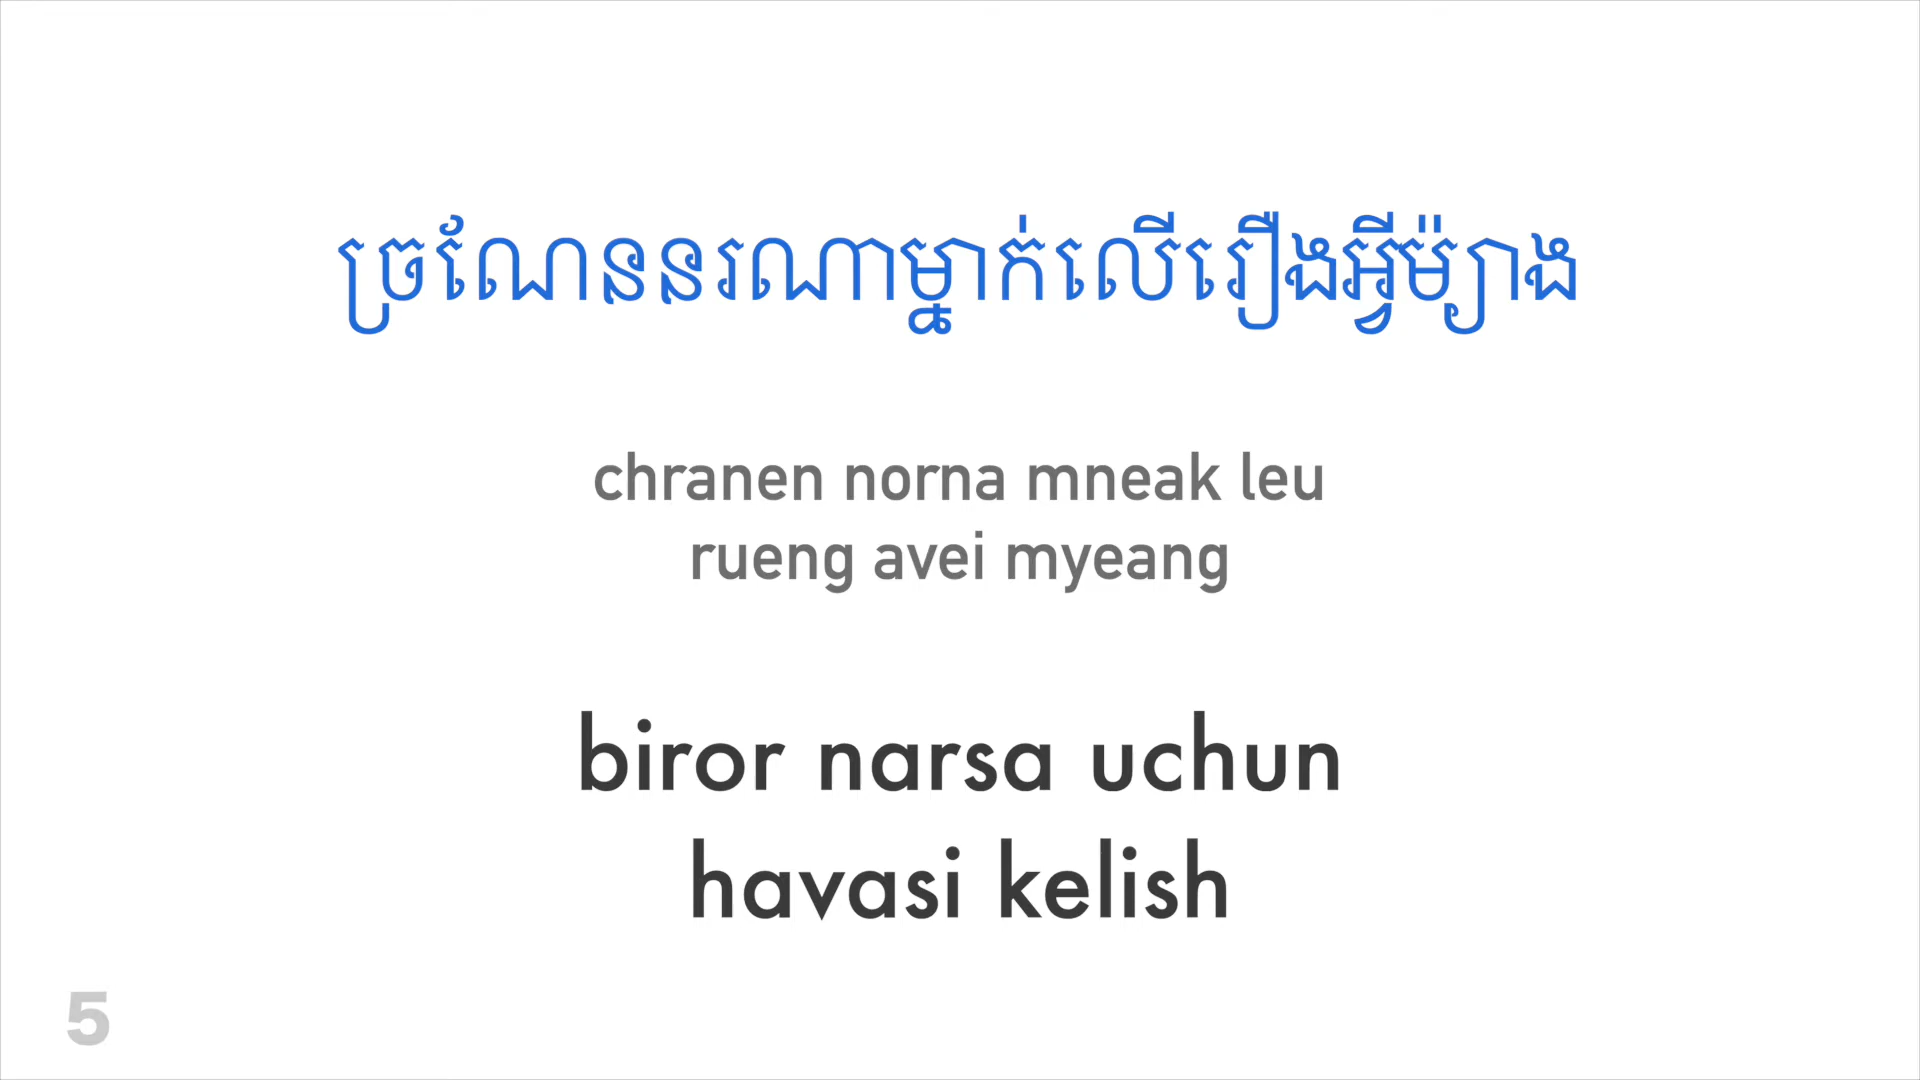 ច្រណែននរណាម្នាក់លើរឿងអ្វីម៉្យាង
chranen norna mneak leu
rueng avei myeang
biror narsa uchun
havasi kelish
5